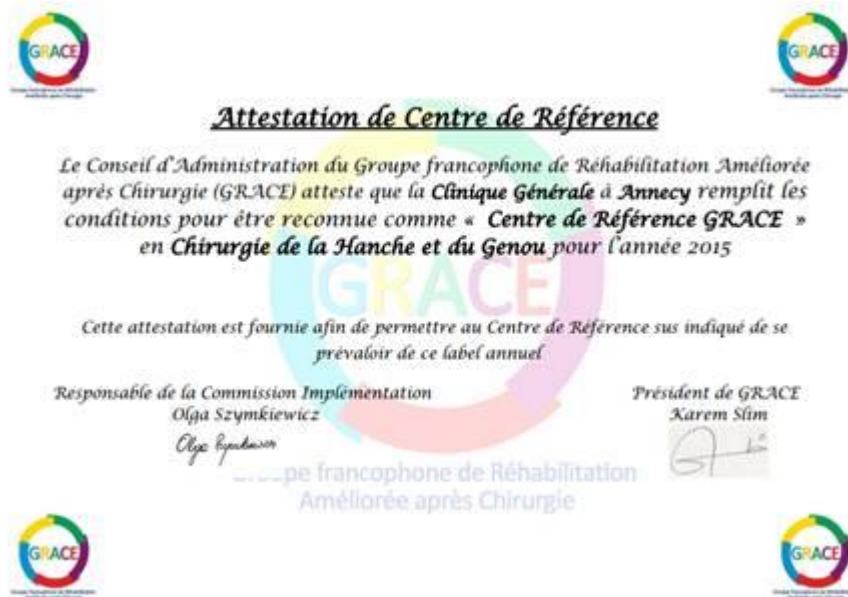 GRACE
GRACE
Attestation de Centre de Référence
Le Conseil d'Administration du Groupe francophone de Réhabilitation Améliorée
après Chirurgie (GRACE) atteste que la Clinique Générale à Annecy remplit les
conditions pour être reconnue comme « Centre de Référence GRACE »
en Chirurgie de la Hanche et du Genou pour l'année 2015
GRACE
Cette attestation est fournie afin de permettre au Centre de Référence sus indiqué de se
prévaloir de ce label annuel
Responsable de la Commission Implémentation
Olga Szymkiewicz
Président de GRACE
Karem Slim
francophone de Réhabilitation
Améliorée après Chirurgie
GRACE
GRACE